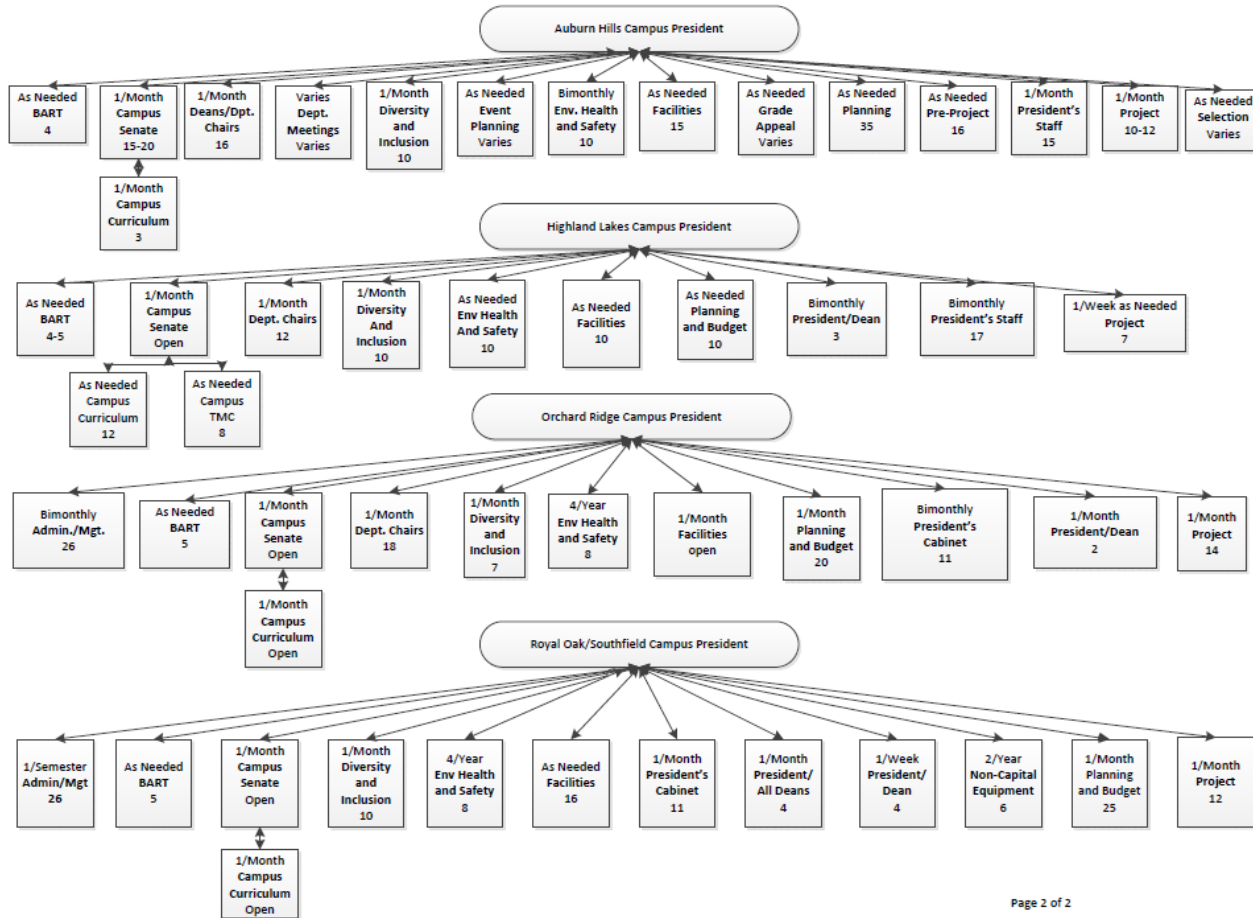 Auburn Hills Campus President
As Needed
BART
4
1/Month
Campus
Senate
15-20
1/Month
Deans/Dpt.
Chairs
16
Varies
Dept.
Meetings
Varies
1/Month
Diversity
and
Inclusion
10
As Needed
Event
Planning
Varies
Bimonthly
Env. Health
and Safety
10
As Needed
Facilities
15
As Needed
Grade
Appeal
Varies
As Needed
Planning
35
As Needed
Pre-Project
16
1/Month
President's
Staff
15
1/Month
Project
10-12
As Needed
Selection
Varies
1/Month
Campus
Curriculum
3
Highland Lakes Campus President
As Needed
BART
4-5
1/Month
Campus
Senate
Open
1/Month
Dept. Chairs
12
1/Month
Diversity
And
Inclusion
10
As Needed
Env Health
And Safety
10
As Needed
Facilities
10
As Needed
Planning
and Budget
10
Bimonthly
President/Dean
3
Bimonthly
President's Staff
17
1/Week as Needed
Project
7
As Needed
Campus
Curriculum
12
As Needed
Campus
TMC
8
Orchard Ridge Campus President
Bimonthly
Admin./Mgt.
26
As Needed
BART
5
1/Month
Campus
Senate
Open
1/Month
Dept. Chairs
18
1/Month
Diversity
and
Inclusion
7
4/Year
Env Health
and Safety
8
1/Month
Facilities
open
1/Month
Planning
and Budget
20
Bimonthly
President's
Cabinet
11
1/Month
President/Dean
2
1/Month
Project
14
1/Month
Campus
Curriculum
Open
Royal Oak/Southfield Campus President
1/Semester
Admin/Mgt
26
As Needed
BART
5
1/Month
Campus
Senate
Open
1/Month
Diversity
and
Inclusion
10
4/Year
Env Health
and Safety
8
As Needed
Facilities
16
1/Month
President's
Cabinet
11
1/Month
President/
All Deans
4
1/Week
President/
Dean
4
2/Year
Non-Capital
Equipment
6
1/Month
Planning
and Budget
25
1/Month
Project
12
1/Month
Campus
Curriculum
Open
Page 2 of 2